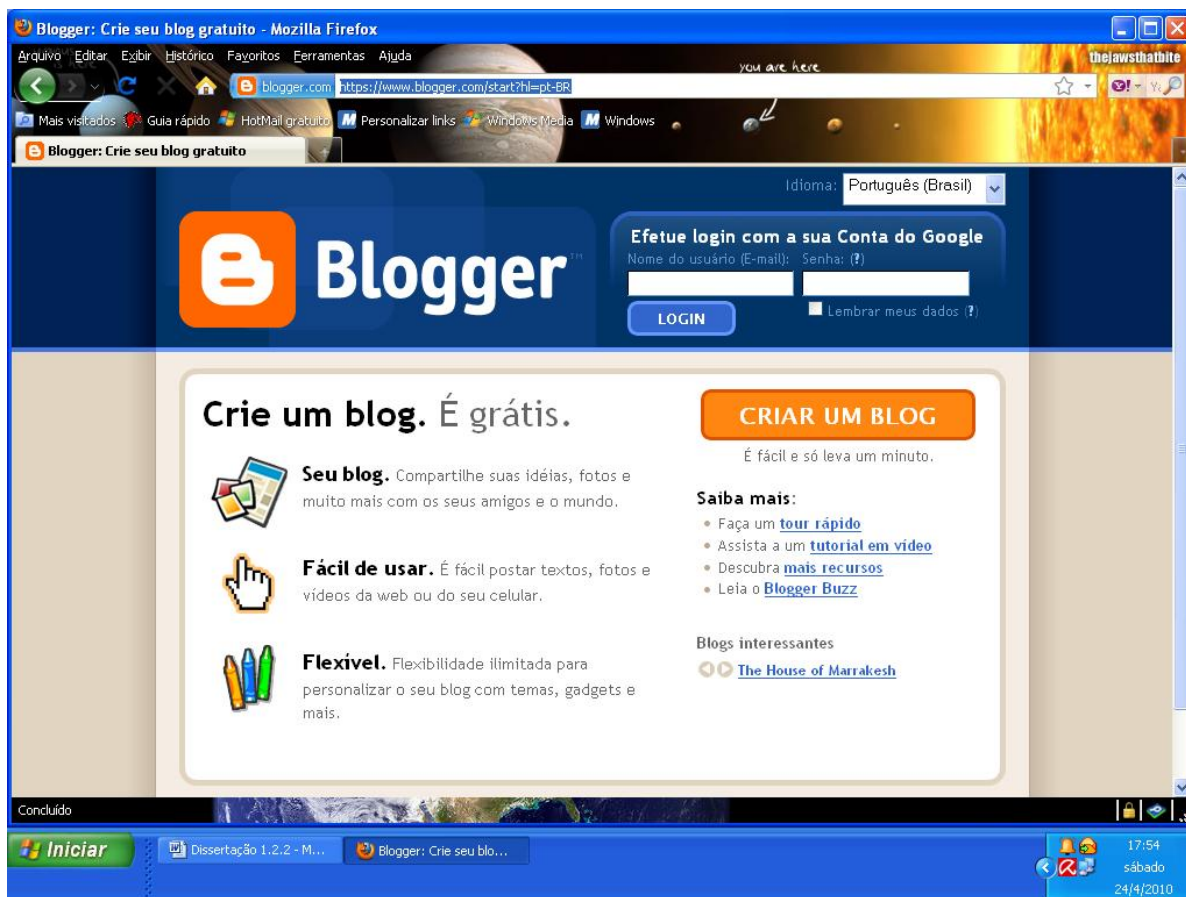 Blogger: Crie seu blog gratuito - Mozilla Firefox
Arquivo Editar Exibir Histórico Favoritos Ferramentas Ajuda
you are here
thejawsthatbite
blogger.com https://www.blogger.com/start?hl=pt-BR
Mais visitados Guia rápido HotMail gratuito Personalizar links Windows Media Windows
Blogger: Crie seu blog gratuito
Idioma: Português (Brasil)
Blogger™
Efetue login com a sua Conta do Google
Nome do usuário (E-mail): Senha: (?)
LOGIN
Lembrar meus dados (?)
Crie um blog. É grátis.
Seu blog. Compartilhe suas idéias, fotos e
muito mais com os seus amigos e o mundo.
Fácil de usar. É fácil postar textos, fotos e
vídeos da web ou do seu celular.
Flexível. Flexibilidade ilimitada para
personalizar o seu blog com temas, gadgets e
mais.
CRIAR UM BLOG
É fácil e só leva um minuto.
Saiba mais:
• Faça um tour rápido
• Assista a um tutorial em vídeo
• Descubra mais recursos
• Leia o Blogger Buzz
Blogs interessantes
The House of Marrakesh
Concluído
Iniciar
Dissertação 1.2.2 - M...
Blogger: Crie seu blo...
17:54
sábado
24/4/2010